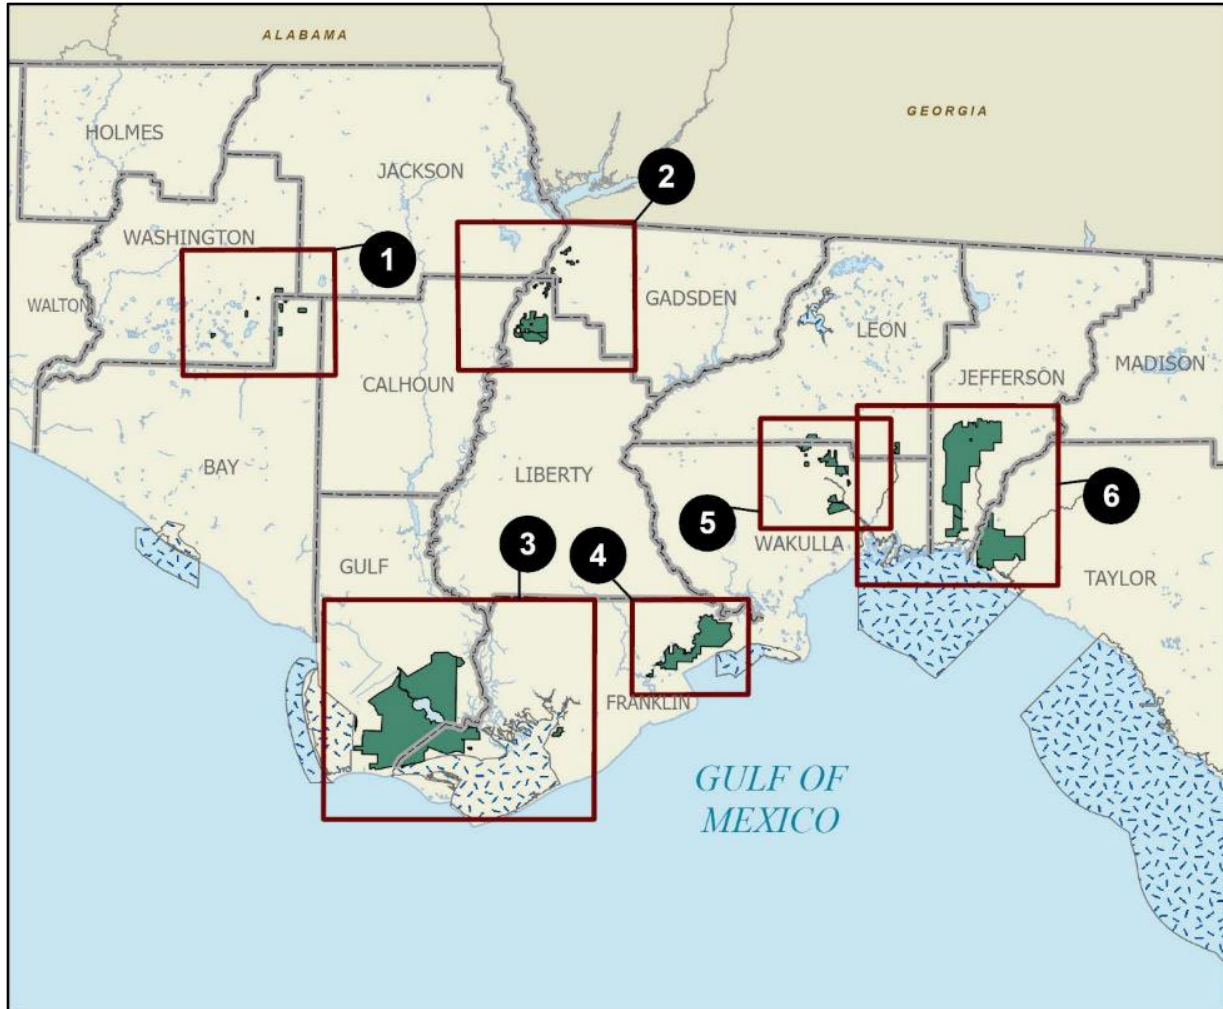 ALABAMA
GEORGIA
HOLMES
JACKSON
2
WASHINGTON
1
WALTON
GADSDEN
LEON
MADISON
JEFFERSON
CALHOUN
BAY
LIBERTY
6
5
WAKULLA
3
4
GULF
TAYLOR
FRANKLIN
GULF OF
MEXICO